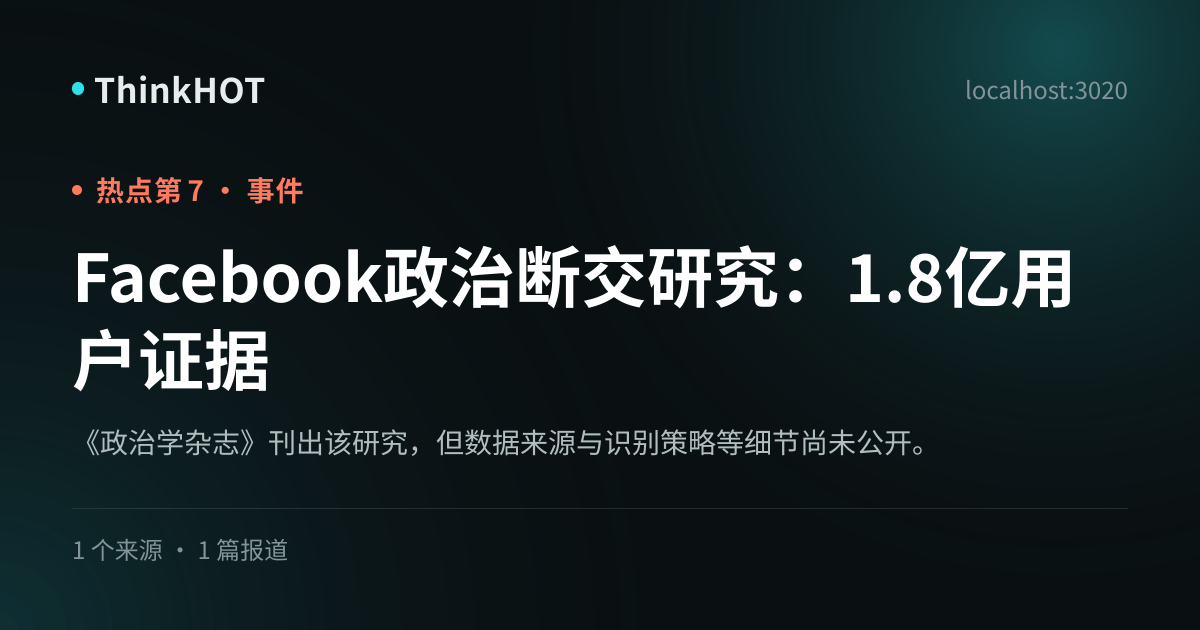 ThinkHOT
localhost:3020
热点第 7 · 事件
Facebook政治断交研究：1.8亿用
户证据
《政治学杂志》刊出该研究，但数据来源与识别策略等细节尚未公开。
1 个来源 · 1 篇报道